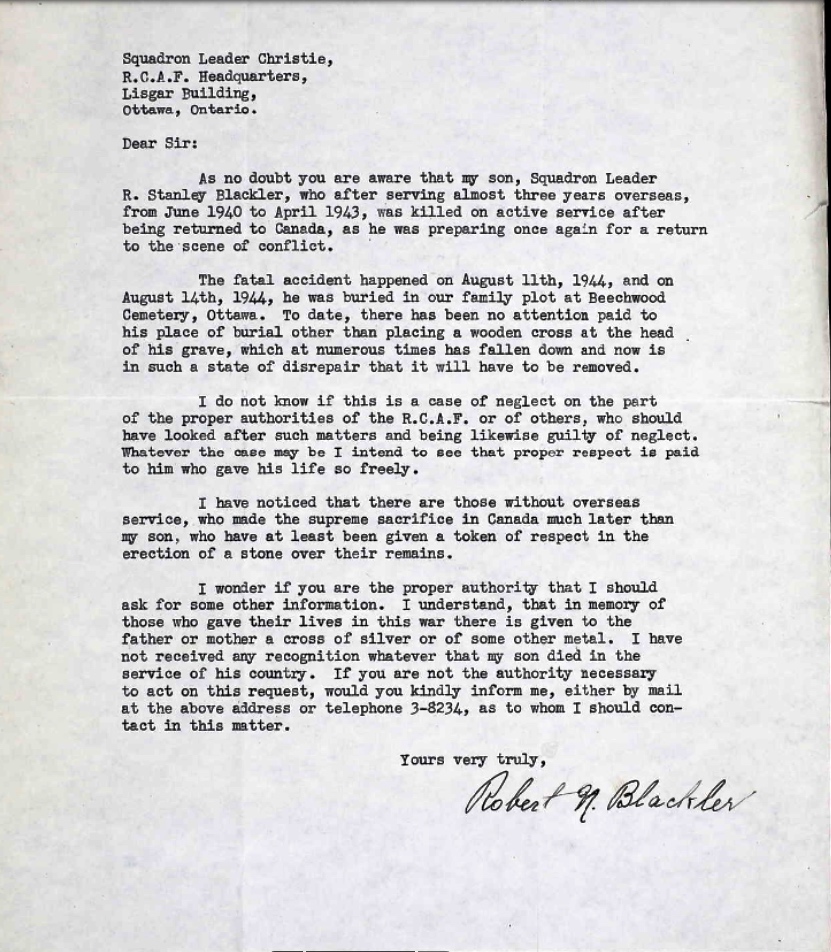 Squadron Leader Christie,
R.C.A.F. Headquarters,
Lisgar Building,
Ottawa, Ontario.
Dear Sir:
As no doubt you are aware that my son, Squadron Leader
R. Stanley Blackler, who after serving almost three years overseas,
from June 1940 to April 1943, was killed on active service after
being returned to Canada, as he was preparing once again for a return
to the scene of conflict.
The fatal accident happened on August 11th, 1944, and on
August 14th, 1944, he was buried in our family plot at Beechwood
Cemetery, Ottawa. To date, there has been no attention paid to
his place of burial other than placing a wooden cross at the head
of his grave, which at numerous times has fallen down and now is
in such a state of disrepair that it will have to be removed.
I do not know if this is a case of neglect on the part
of the proper authorities of the R.C.A.F. or of others, who should
have looked after such matters and being likewise guilty of neglect.
Whatever the case may be I intend to see that proper respect is paid
to him who gave his life so freely.
I have noticed that there are those without overseas
service, who made the supreme sacrifice in Canada much later than
my son, who have at least been given a token of respect in the
erection of a stone over their remains.
I wonder if you are the proper authority that I should
ask for some other information. I understand, that in memory of
those who gave their lives in this war there is given to the
father or mother a cross of silver or of some other metal. I have
not received any recognition whatever that my son died in the
service of his country. If you are not the authority necessary
to act on this request, would you kindly inform me, either by mail
at the above address or telephone 3-8234, as to whom I should con-
tact in this matter.
Yours very truly,
Robert N. Blackler